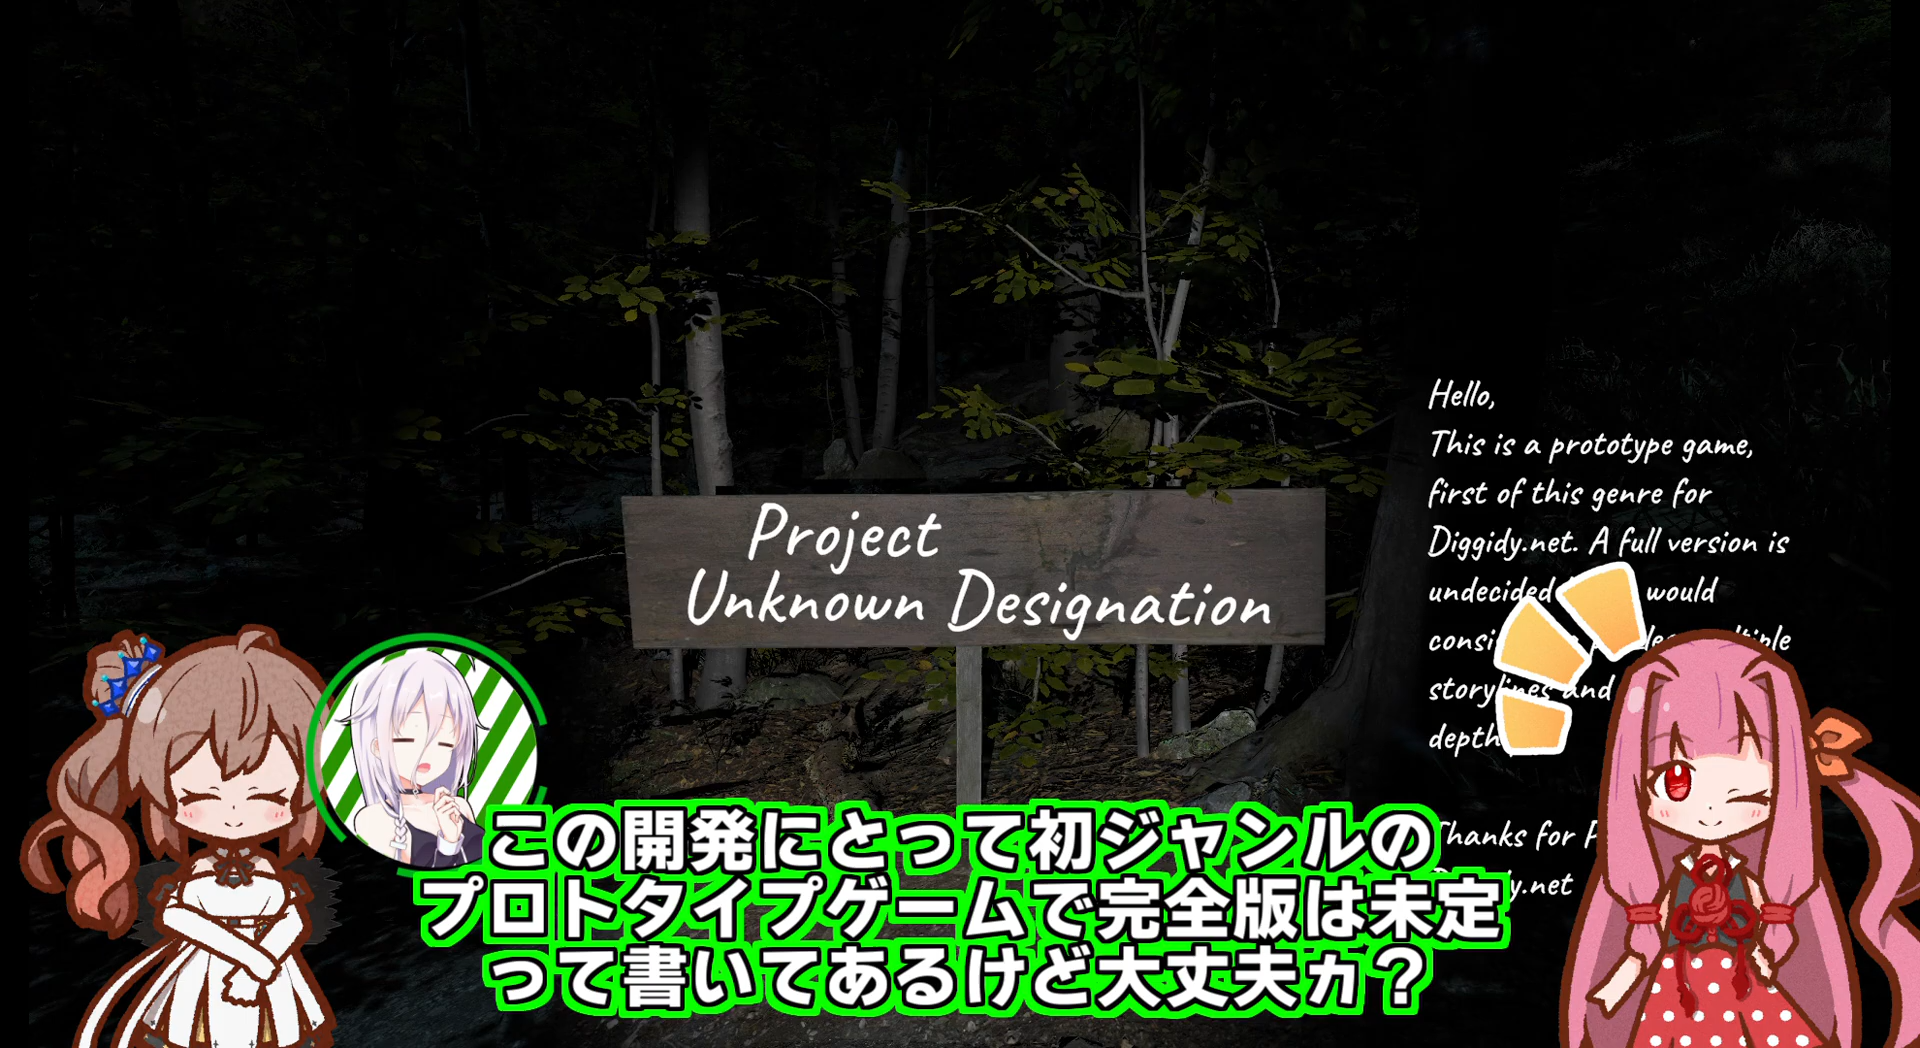 Project
Unknown Designation
Hello,
This is a prototype game,
first of this genre for
Diggidy.net. A full version is
undecided would
storylines and
depth
Thanks for
この開発にとって初ジャンルの
プロトタイプゲームで完全版は未定
って書いてあるけど大丈夫カ？